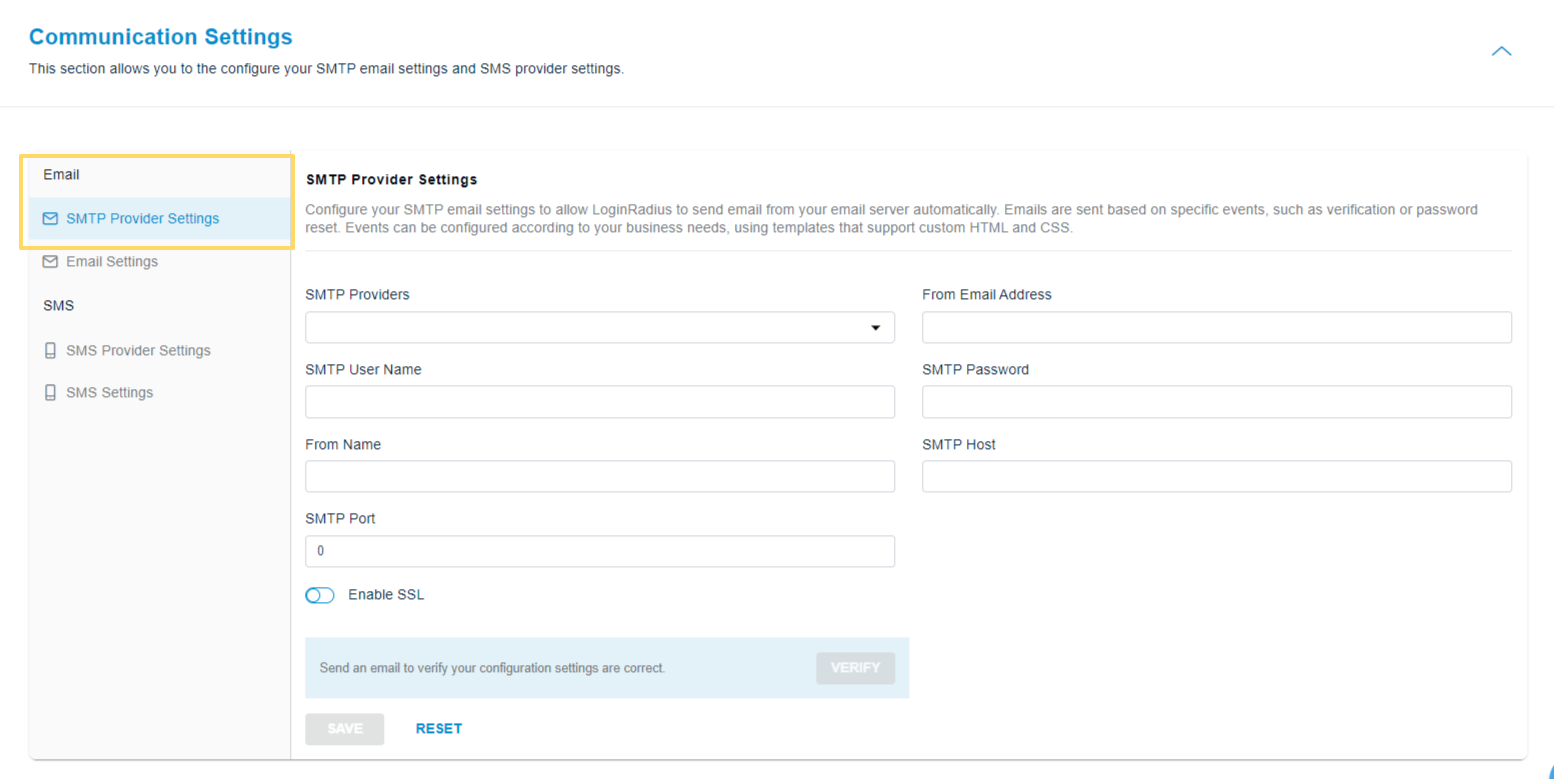 Communication Settings
This section allows you to the configure your SMTP email settings and SMS provider settings.
Email
SMTP Provider Settings
Email Settings
SMS
SMS Provider Settings
SMS Settings
SMTP Provider Settings
Configure your SMTP email settings to allow LoginRadius to send email from your email server automatically. Emails are sent based on specific events, such as verification or password
reset. Events can be configured according to your business needs, using templates that support custom HTML and CSS.
SMTP Providers
From Email Address
SMTP User Name
SMTP Password
From Name
SMTP Host
SMTP Port
0
Enable SSL
Send an email to verify your configuration settings are correct.
VERIFY
SAVE
RESET